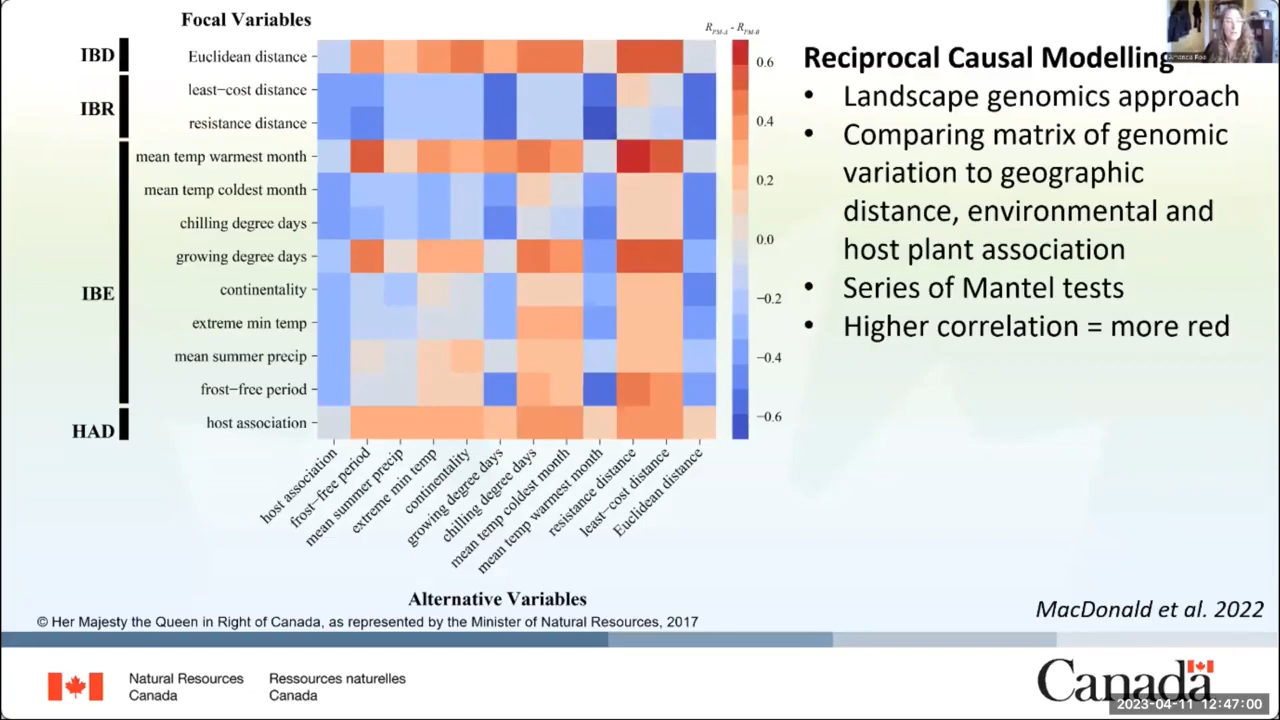 Focal Variables
R_PM-A - R_PM-B
IBD
IBR
IBE
HAD
Euclidean distance
least-cost distance
resistance distance
mean temp warmest month
mean temp coldest month
chilling degree days
growing degree days
continentality
extreme min temp
mean summer precip
frost-free period
host association
0.6
0.4
0.2
0.0
−0.2
−0.4
−0.6
host association
frost-free period
mean summer precip
extreme min temp
continentality
growing degree days
chilling degree days
mean temp coldest month
mean temp warmest month
resistance distance
least-cost distance
Euclidean distance
Alternative Variables
Reciprocal Causal Modelling
• Landscape genomics approach
• Comparing matrix of genomic
variation to geographic
distance, environmental and
host plant association
• Series of Mantel tests
• Higher correlation = more red
MacDonald et al. 2022
© Her Majesty the Queen in Right of Canada, as represented by the Minister of Natural Resources, 2017
Natural Resources
Canada
Ressources naturelles
Canada
Canada
2023-04-11 12:47:00